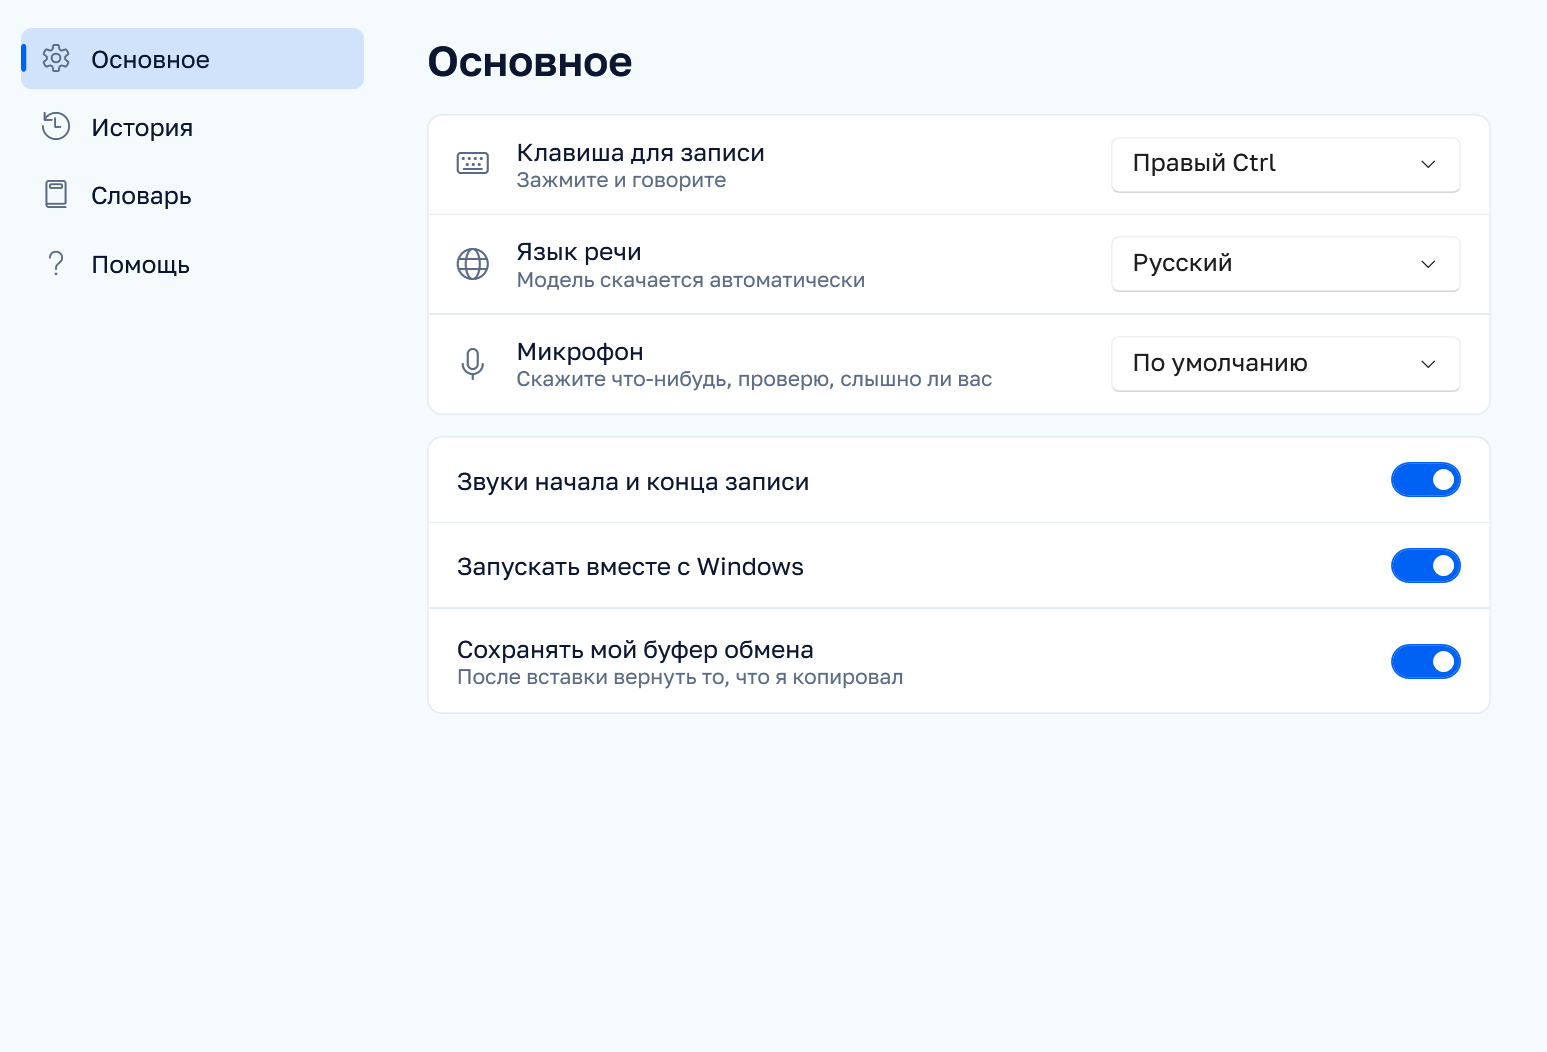 Основное
История
Словарь
Помощь
Основное
Клавиша для записи
Зажмите и говорите
Правый Ctrl
Язык речи
Модель скачается автоматически
Русский
Микрофон
Скажите что-нибудь, проверю, слышно ли вас
По умолчанию
Звуки начала и конца записи
Запускать вместе с Windows
Сохранять мой буфер обмена
После вставки вернуть то, что я копировал